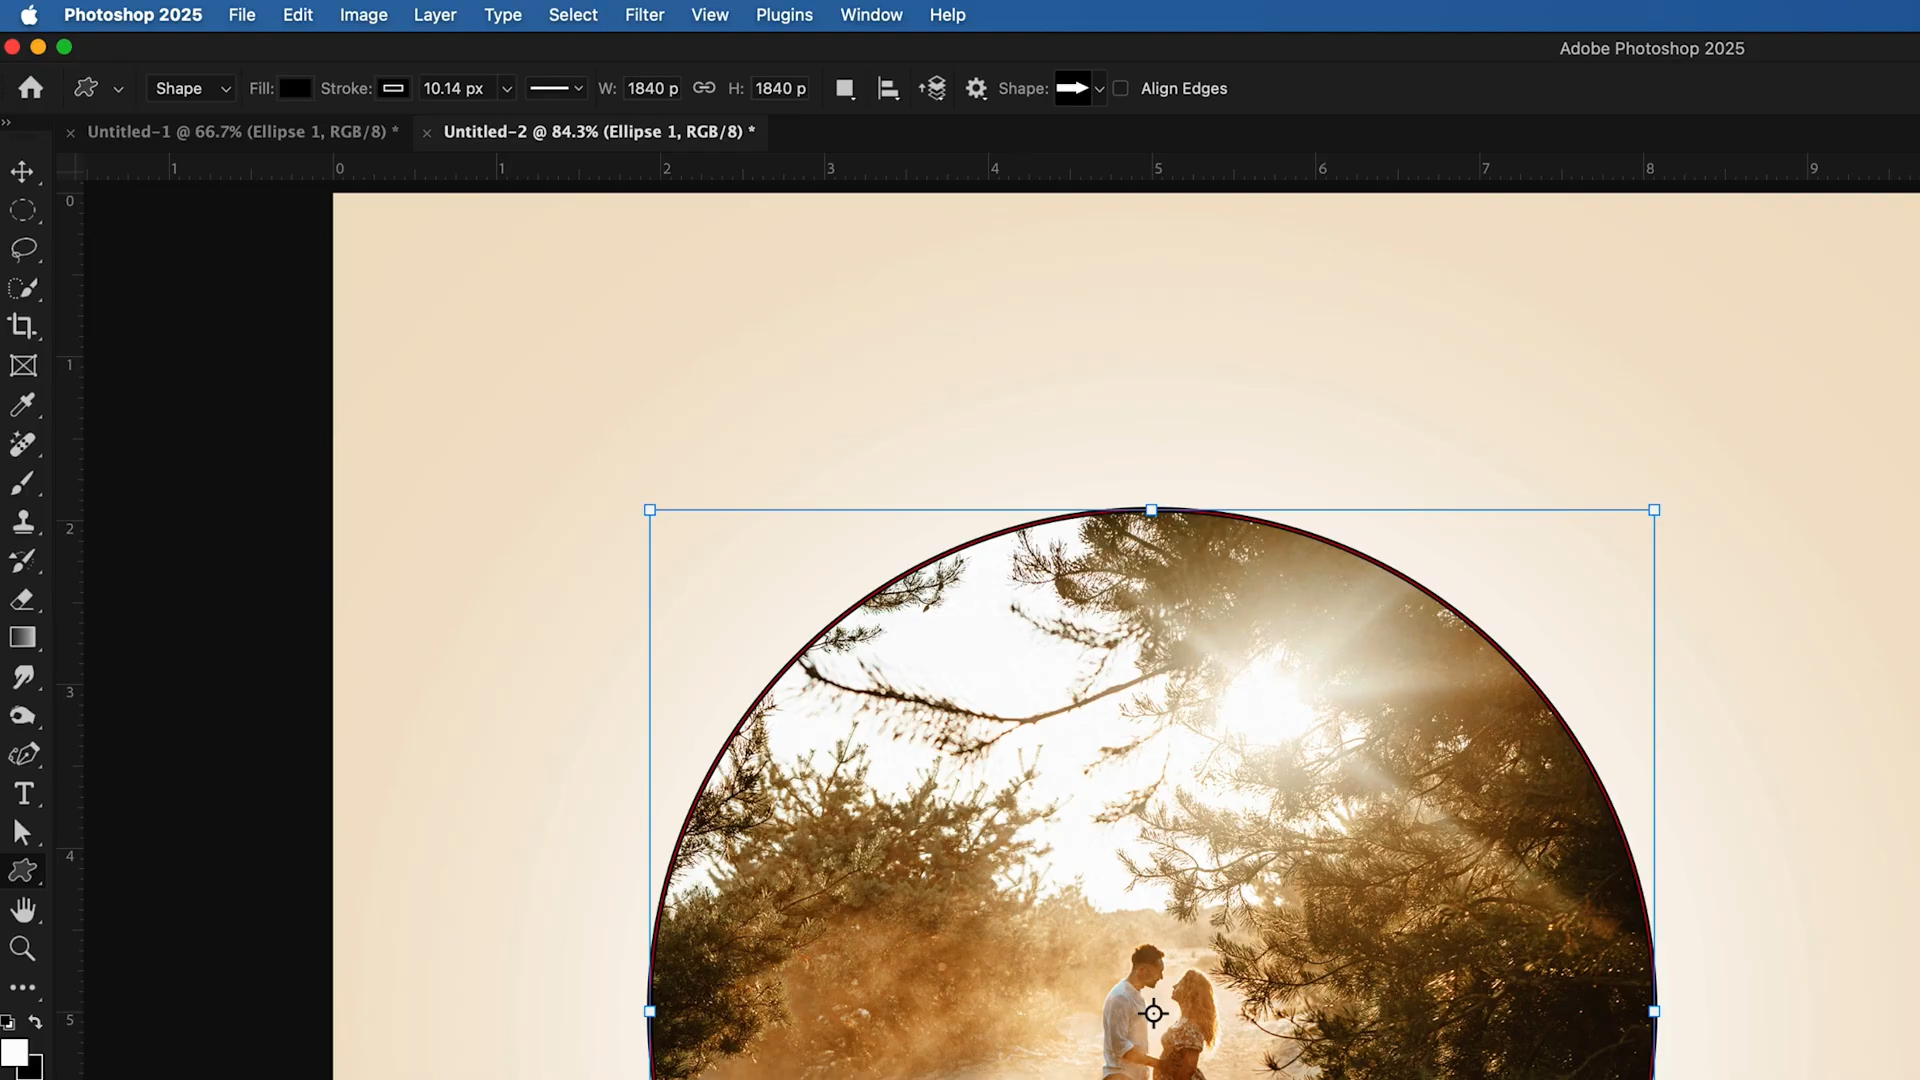 Photoshop 2025 File Edit Image Layer Type Select Filter View Plugins Window Help
Adobe Photoshop 2025
Shape Fill: Stroke: 10.14 px W: 1840 p H: 1840 p Shape: Align Edges
Untitled-1 @ 66.7% (Ellipse 1, RGB/8) * Untitled-2 @ 84.3% (Ellipse 1, RGB/8) *
1 0 1 2 3 4 5 6 7 8 9
0
1
2
3
4
5
T